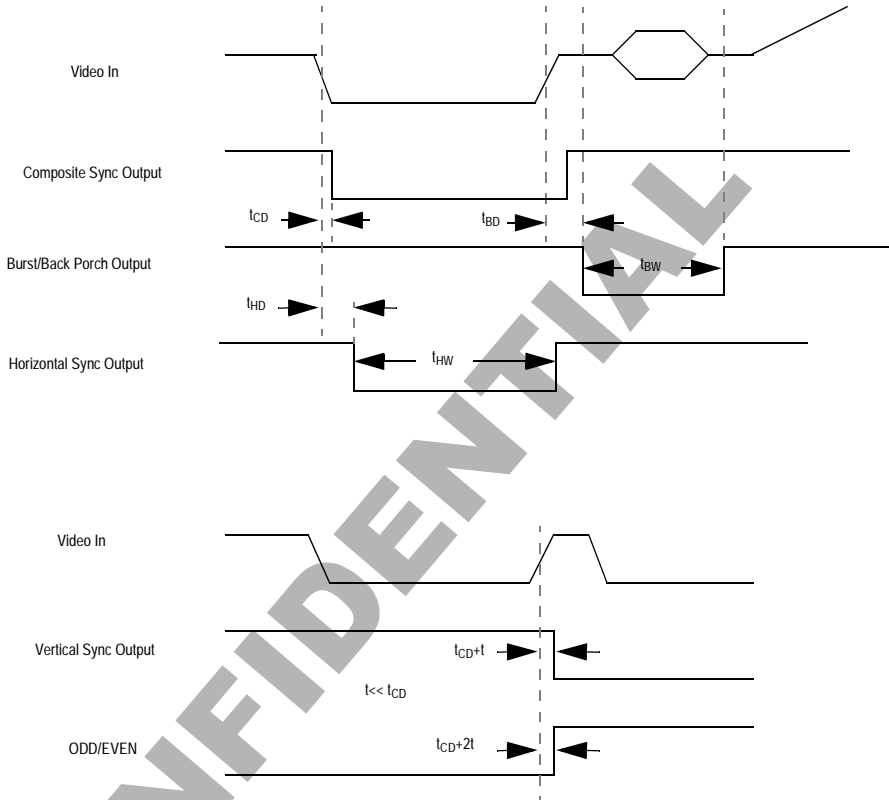 Video In
Composite Sync Output
tCD
tBD
Burst/Back Porch Output
tBW
tHD
Horizontal Sync Output
tHW
Video In
Vertical Sync Output
tCD+t
t<< tCD
ODD/EVEN
tCD+2t
NFIDENTIAL